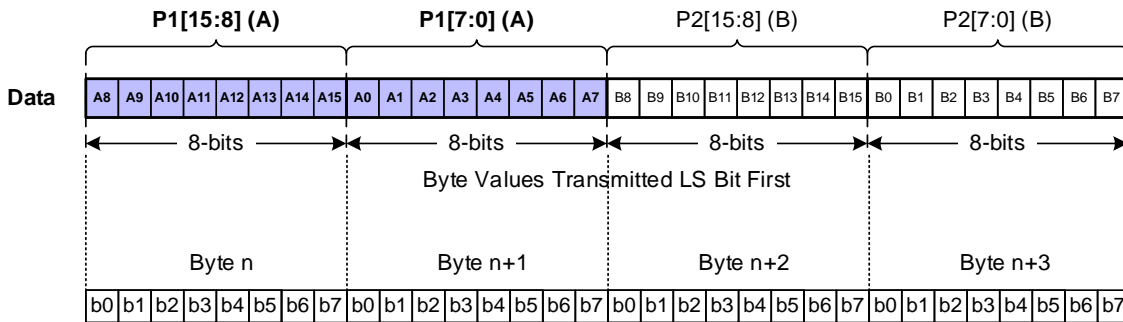 P1[15:8] (A) P1[7:0] (A) P2[15:8] (B) P2[7:0] (B)
Data A8 A9 A10 A11 A12 A13 A14 A15 A0 A1 A2 A3 A4 A5 A6 A7 B8 B9 B10 B11 B12 B13 B14 B15 B0 B1 B2 B3 B4 B5 B6 B7
8-bits 8-bits 8-bits 8-bits
Byte Values Transmitted LS Bit First
Byte n Byte n+1 Byte n+2 Byte n+3
b0 b1 b2 b3 b4 b5 b6 b7 b0 b1 b2 b3 b4 b5 b6 b7 b0 b1 b2 b3 b4 b5 b6 b7 b0 b1 b2 b3 b4 b5 b6 b7